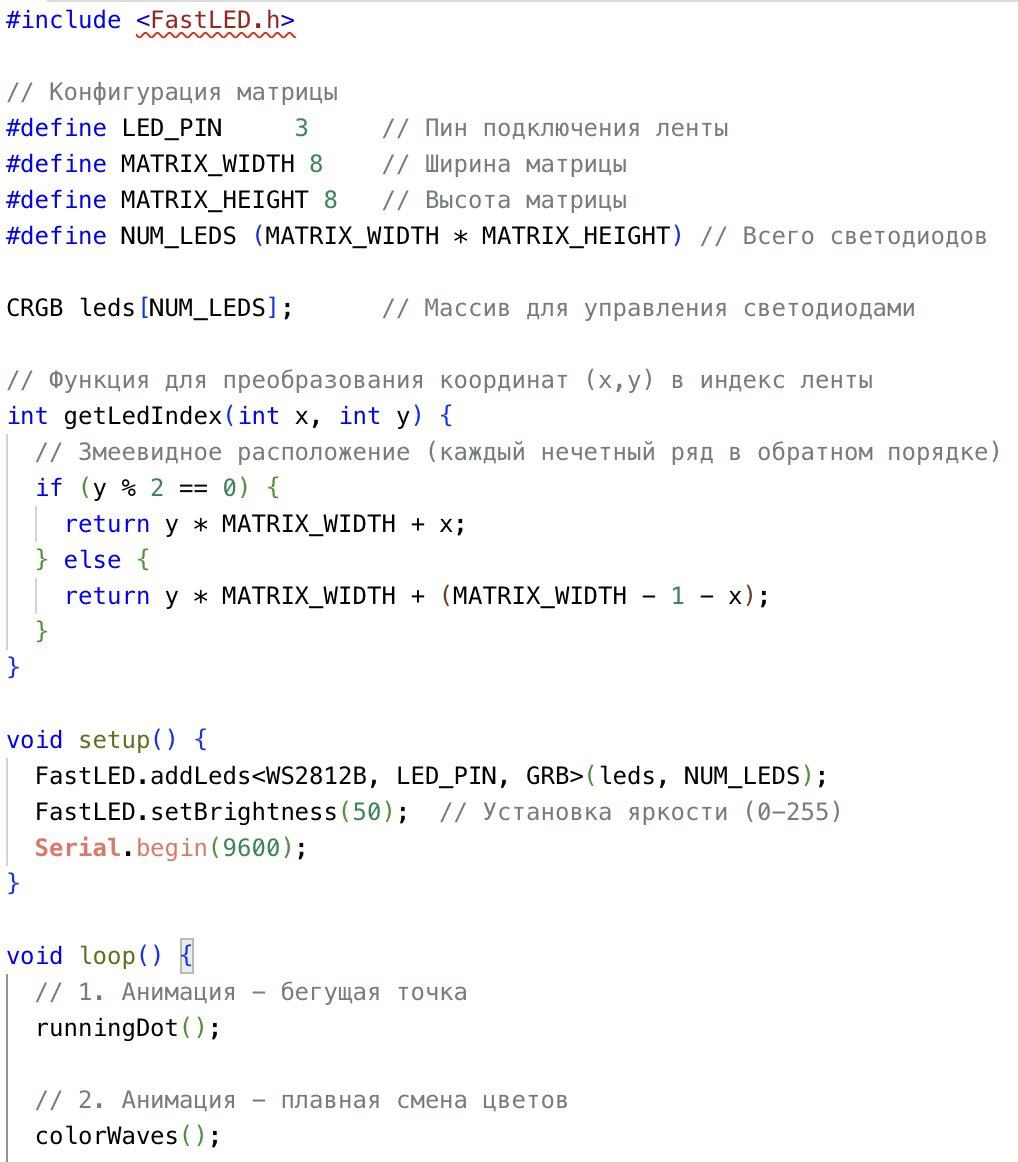 #include <FastLED.h>
// Конфигурация матрицы
#define LED_PIN     3     // Пин подключения ленты
#define MATRIX_WIDTH 8    // Ширина матрицы
#define MATRIX_HEIGHT 8   // Высота матрицы
#define NUM_LEDS (MATRIX_WIDTH * MATRIX_HEIGHT) // Всего светодиодов
CRGB leds[NUM_LEDS];      // Массив для управления светодиодами
// Функция для преобразования координат (x,y) в индекс ленты
int getLedIndex(int x, int y) {
  // Змеевидное расположение (каждый нечетный ряд в обратном порядке)
  if (y % 2 == 0) {
    return y * MATRIX_WIDTH + x;
  } else {
    return y * MATRIX_WIDTH + (MATRIX_WIDTH - 1 - x);
  }
}
void setup() {
  FastLED.addLeds<WS2812B, LED_PIN, GRB>(leds, NUM_LEDS);
  FastLED.setBrightness(50);  // Установка яркости (0-255)
  Serial.begin(9600);
}
void loop() {
  // 1. Анимация - бегущая точка
  runningDot();
  // 2. Анимация - плавная смена цветов
  colorWaves();